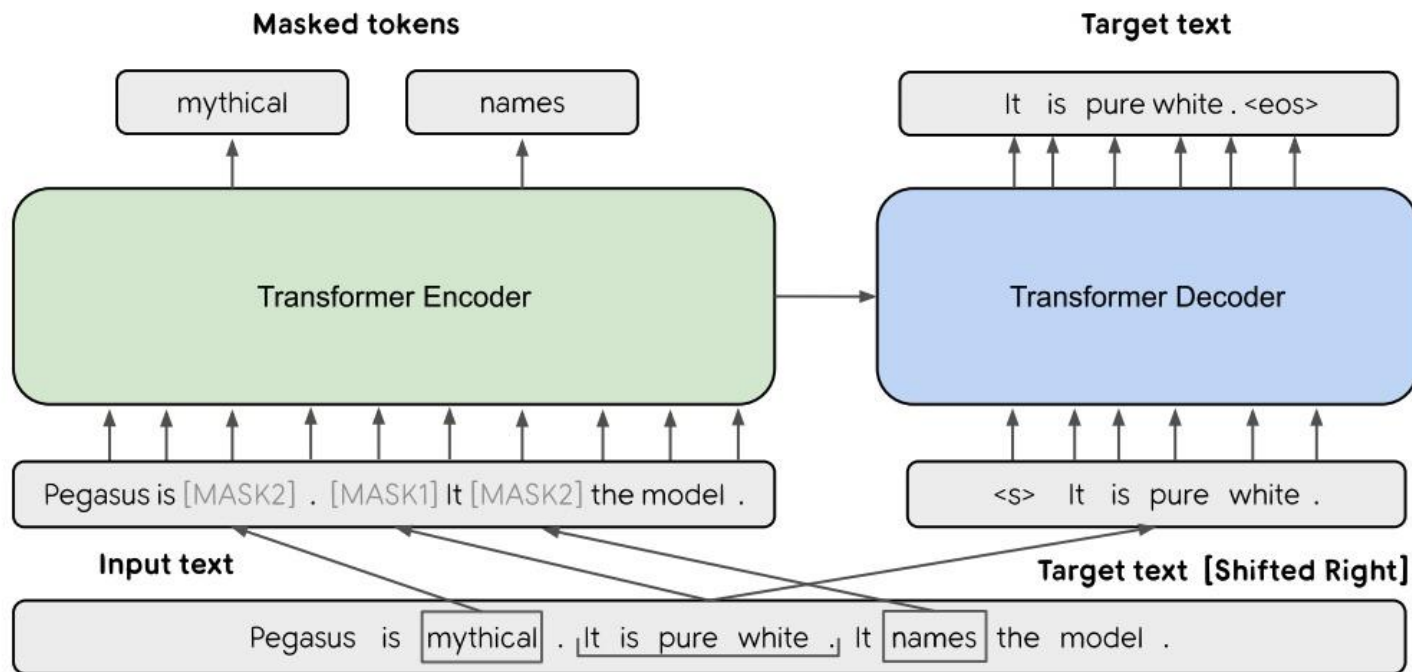 Masked tokens
Target text
mythical
names
It is pure white . <eos>
Transformer Encoder
Transformer Decoder
Pegasus is [MASK2] . [MASK1] It [MASK2] the model .
<s> It is pure white .
Input text
Target text [Shifted Right]
Pegasus is mythical . It is pure white . It names the model .